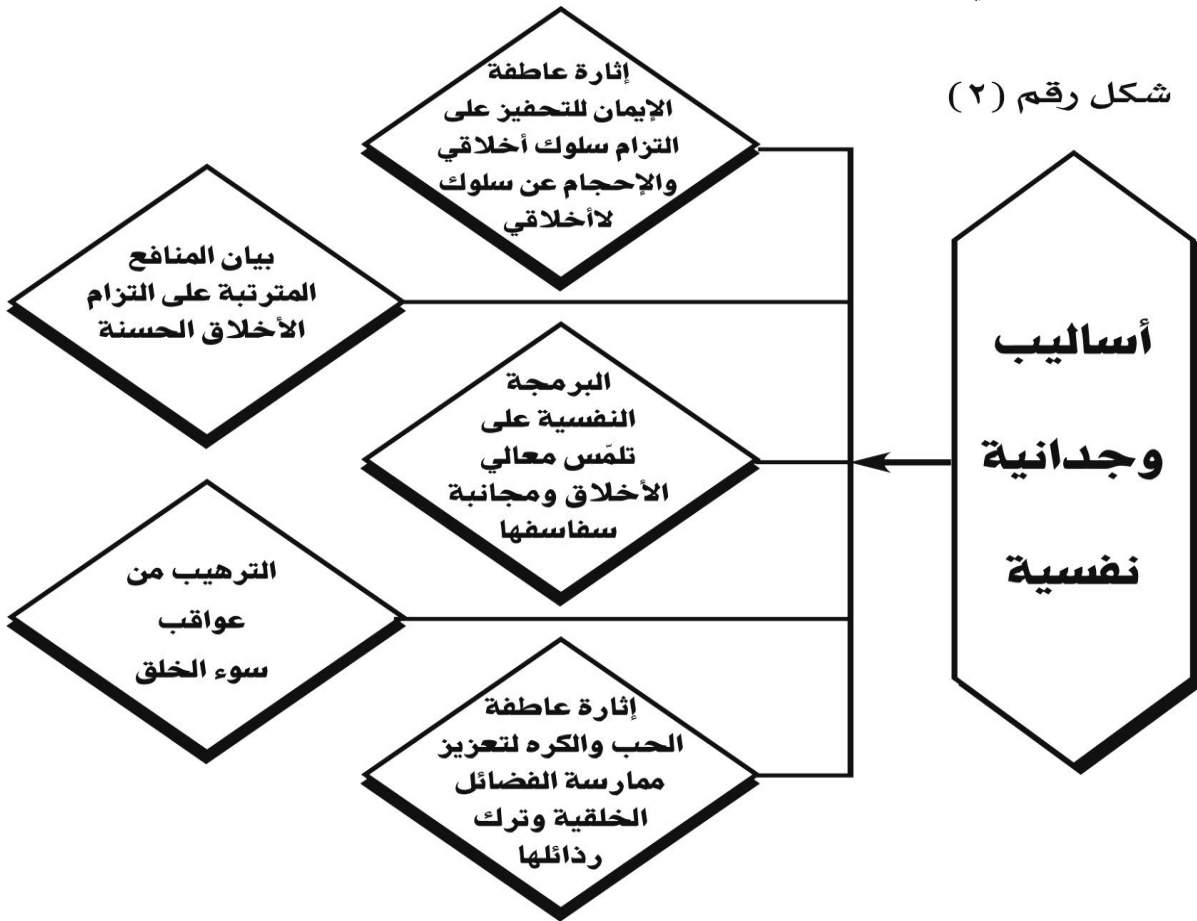 شكل رقم (٢)
أساليب
وجدانية
نفسية
إثارة عاطفة
الإيمان للتحفيز على
التزام سلوك أخلاقي
والإحجام عن سلوك
لاأخلاقي
بيان المنافع
المترتبة على التزام
الأخلاق الحسنة
البرمجة
النفسية على
تلمّس معالي
الأخلاق ومجانبة
سفاسفها
الترهيب من
عواقب
سوء الخلق
إثارة عاطفة
الحب والكره لتعزيز
ممارسة الفضائل
الخلقية وترك
رذائلها